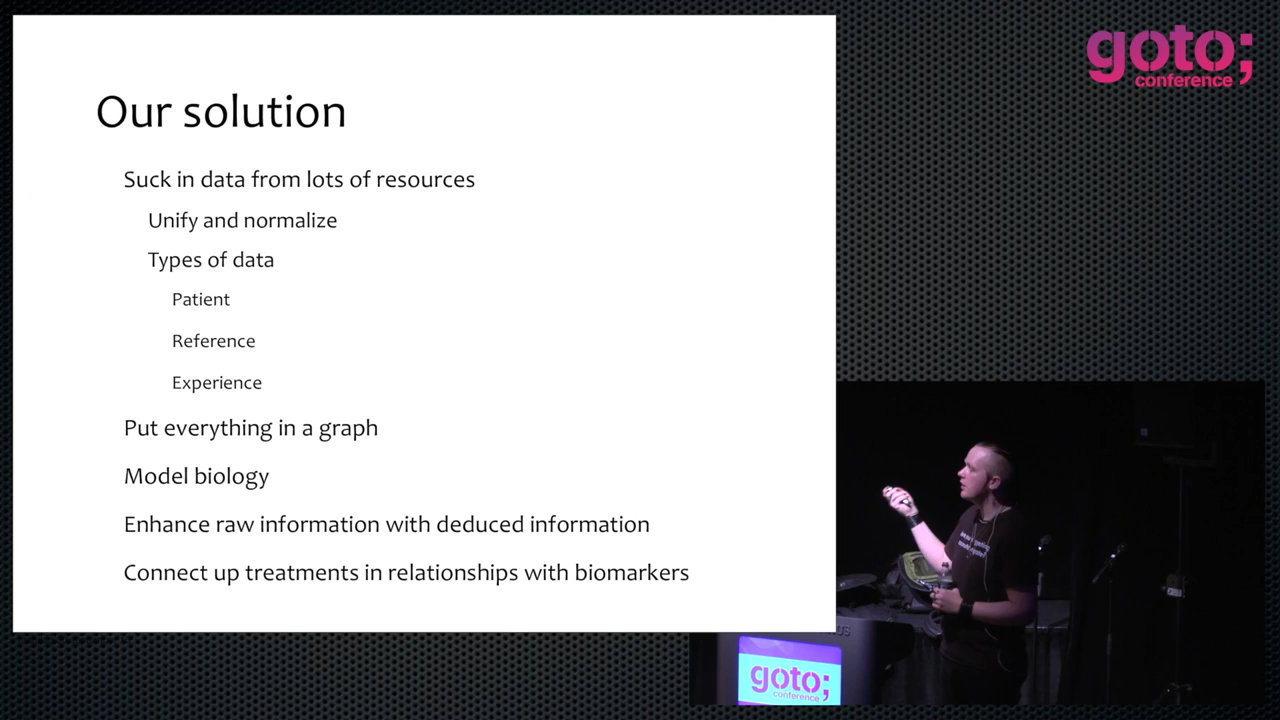 Our solution
Suck in data from lots of resources
Unify and normalize
Types of data
Patient
Reference
Experience
Put everything in a graph
Model biology
Enhance raw information with deduced information
Connect up treatments in relationships with biomarkers
goto;
conference
goto;
conference